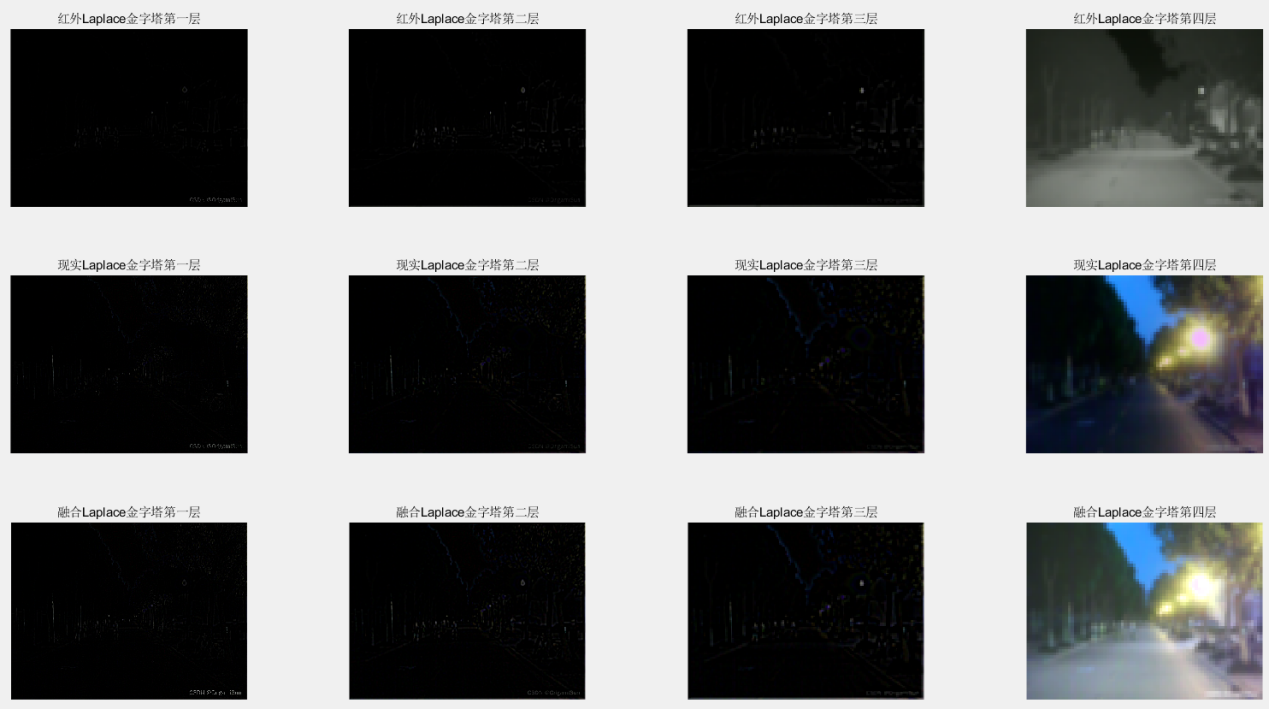 红外Laplace金字塔第一层
红外Laplace金字塔第二层
红外Laplace金字塔第三层
红外Laplace金字塔第四层
现实Laplace金字塔第一层
现实Laplace金字塔第二层
现实Laplace金字塔第三层
现实Laplace金字塔第四层
融合Laplace金字塔第一层
融合Laplace金字塔第二层
融合Laplace金字塔第三层
融合Laplace金字塔第四层